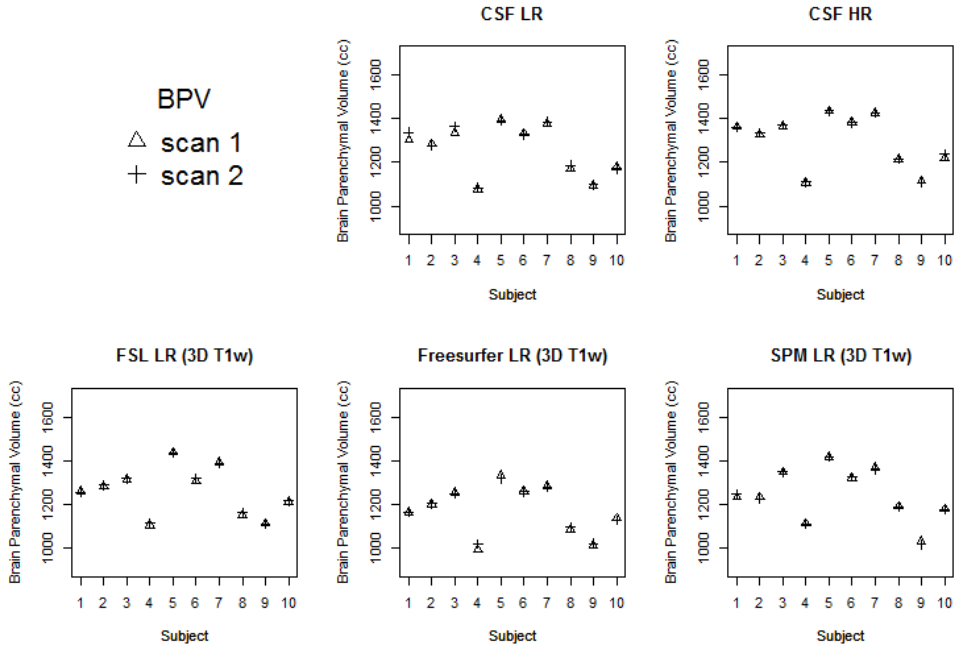 BPV
scan 1
scan 2
CSF LR
Brain Parenchymal Volume (cc)
1000 1200 1400 1600
1 2 3 4 5 6 7 8 9 10
Subject
CSF HR
Brain Parenchymal Volume (cc)
1000 1200 1400 1600
1 2 3 4 5 6 7 8 9 10
Subject
FSL LR (3D T1w)
Brain Parenchymal Volume (cc)
1000 1200 1400 1600
1 2 3 4 5 6 7 8 9 10
Subject
Freesurfer LR (3D T1w)
Brain Parenchymal Volume (cc)
1000 1200 1400 1600
1 2 3 4 5 6 7 8 9 10
Subject
SPM LR (3D T1w)
Brain Parenchymal Volume (cc)
1000 1200 1400 1600
1 2 3 4 5 6 7 8 9 10
Subject